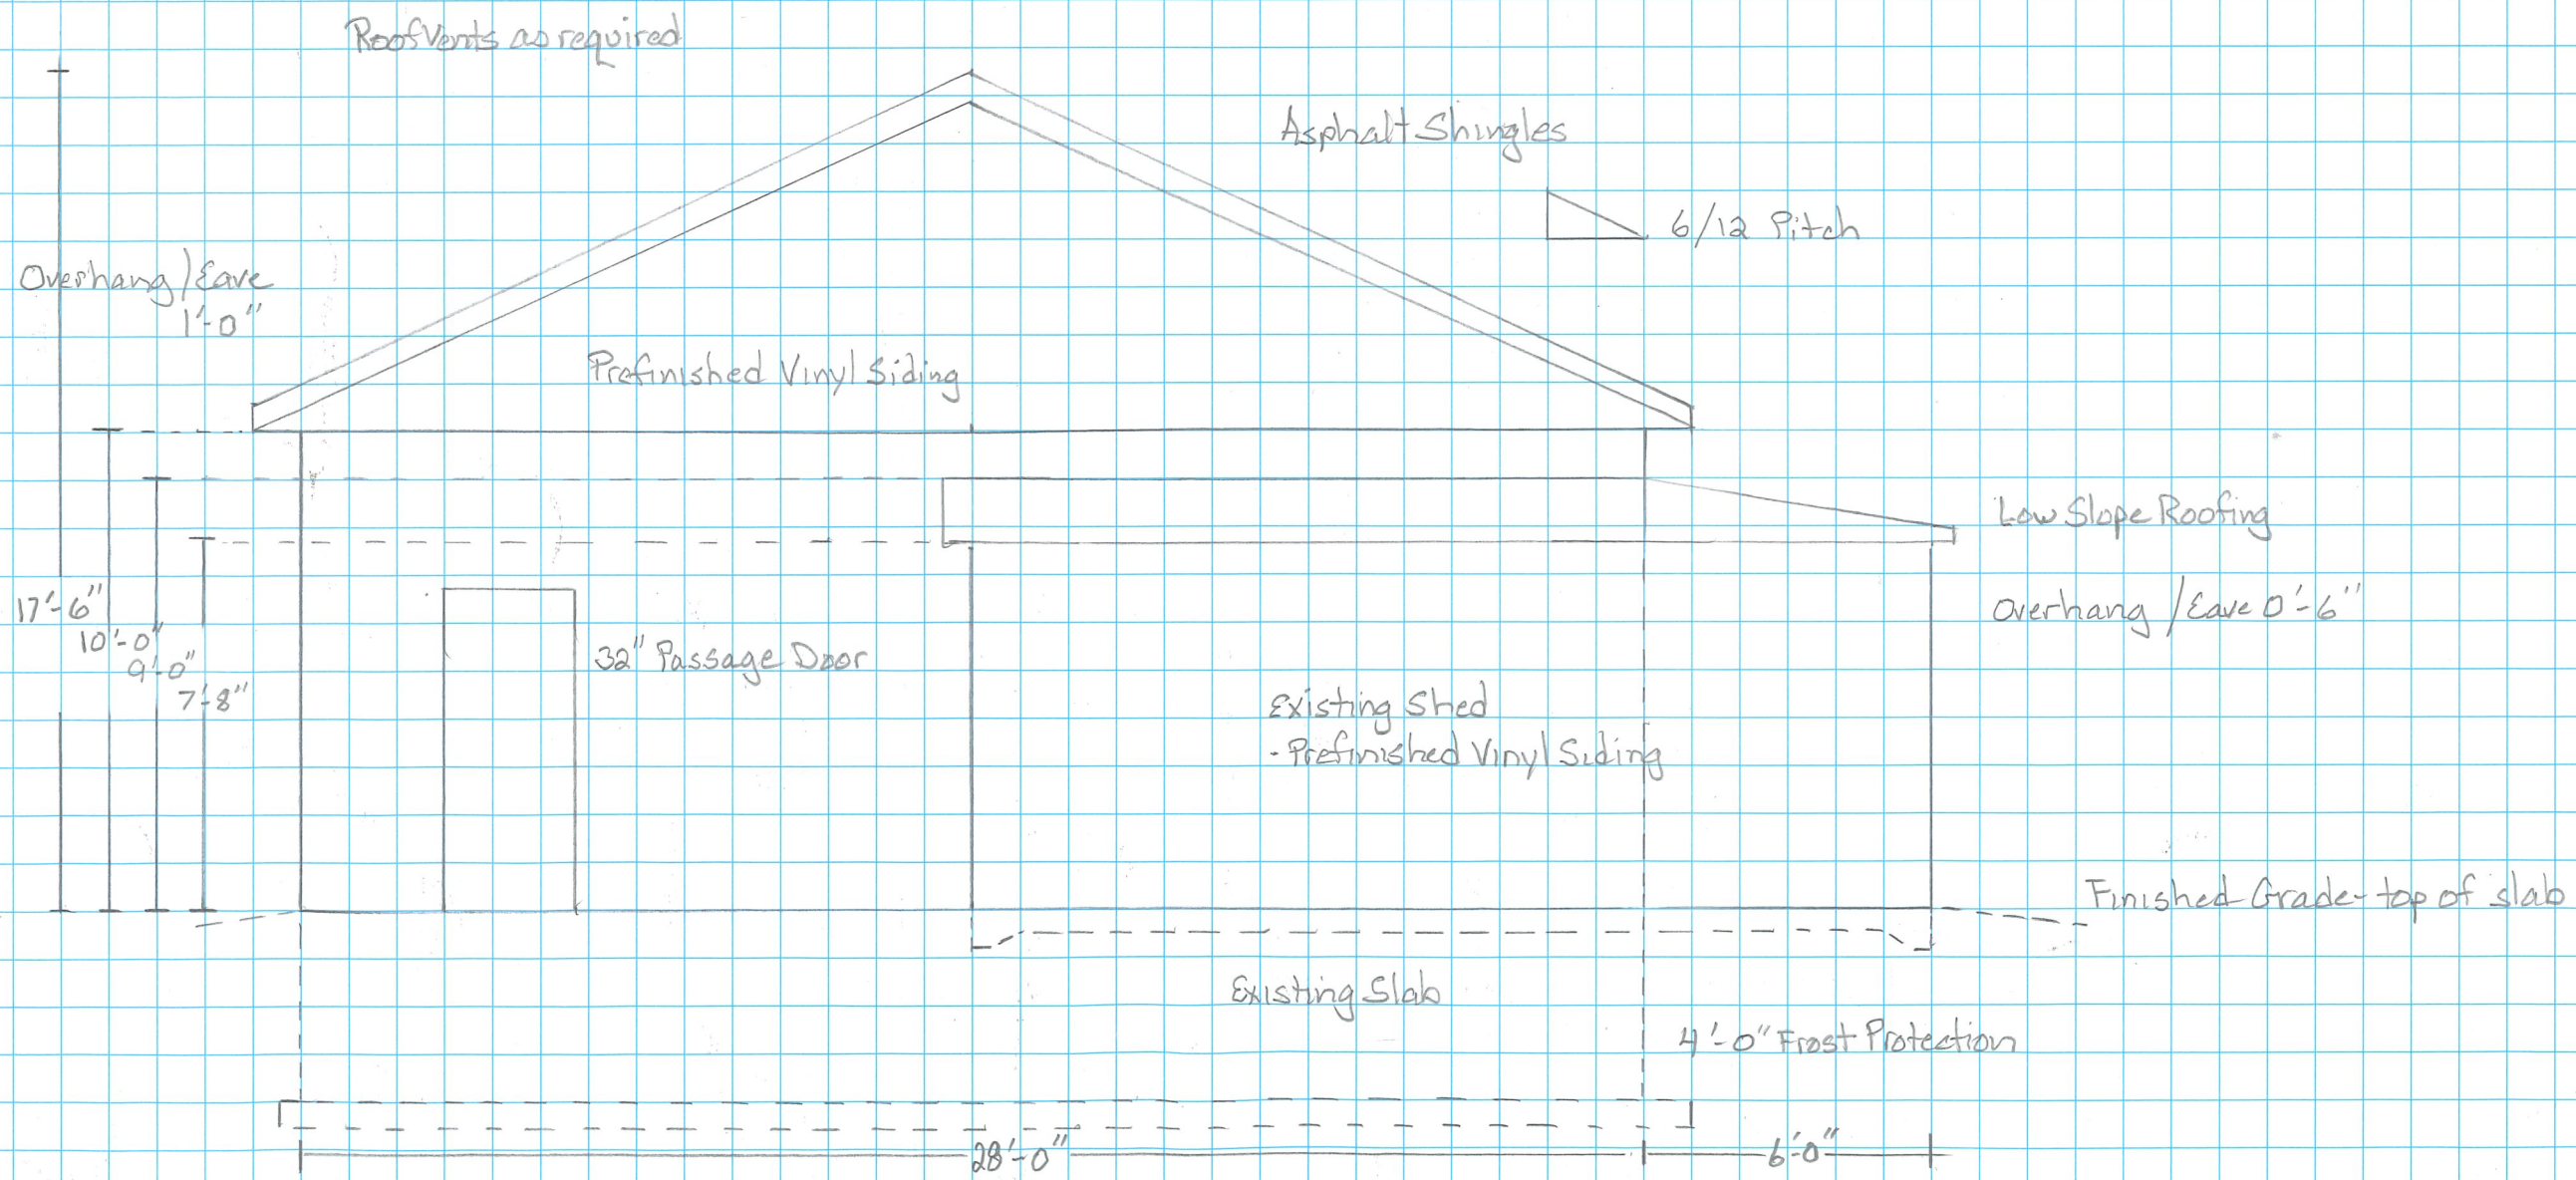 Roof Vents as required
Asphalt Shingles
6/12 Pitch
Overhang/Eave
1'-0"
Prefinished Vinyl Siding
Low Slope Roofing
Overhang/Eave 0'-6"
17'-6"
10'-0"
9'-0"
7'-8"
32" Passage Door
Existing Shed
- Prefinished Vinyl Siding
Finished Grade - top of slab
Existing Slab
4'-0" Frost Protection
28'-0"
6'-0"